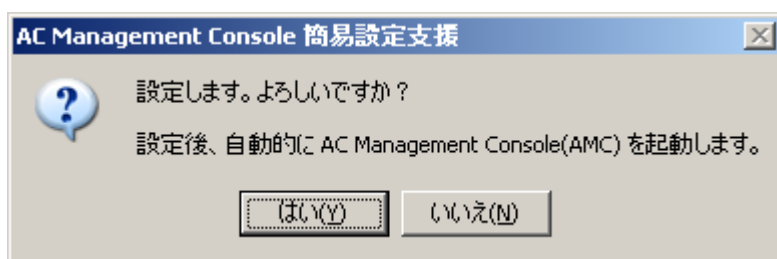 AC Management Console 簡易設定支援
設定します。よろしいですか？
設定後、自動的に AC Management Console(AMC) を起動します。
はい(Y)
いいえ(N)